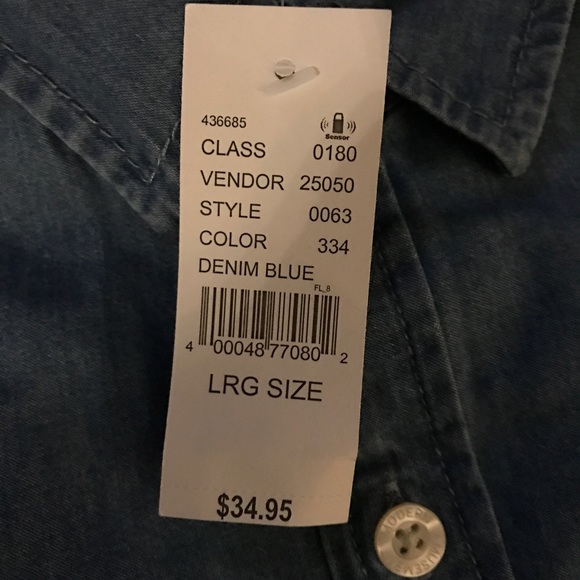 436685
Sensor
CLASS 0180
VENDOR 25050
STYLE 0063
COLOR 334
DENIM BLUE
FL_8
4 00048 77080 2
LRG SIZE
$34.95